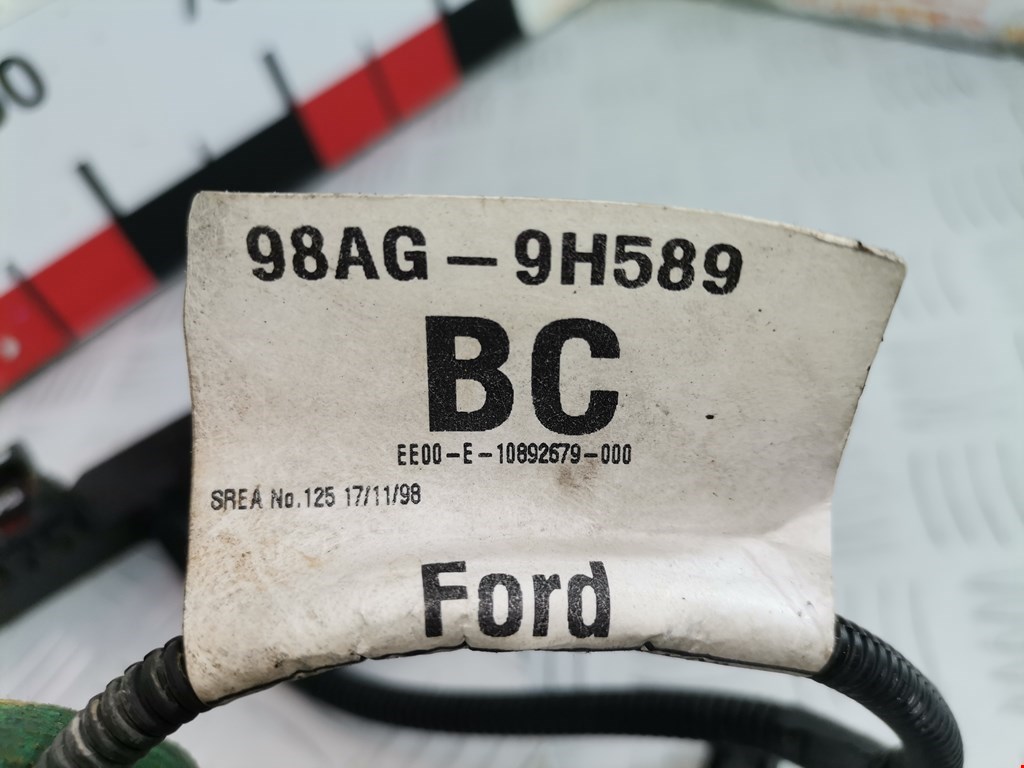 98AG-9H589
BC
EE00-E-10892679-000
SREA No.125 17/11/98
Ford